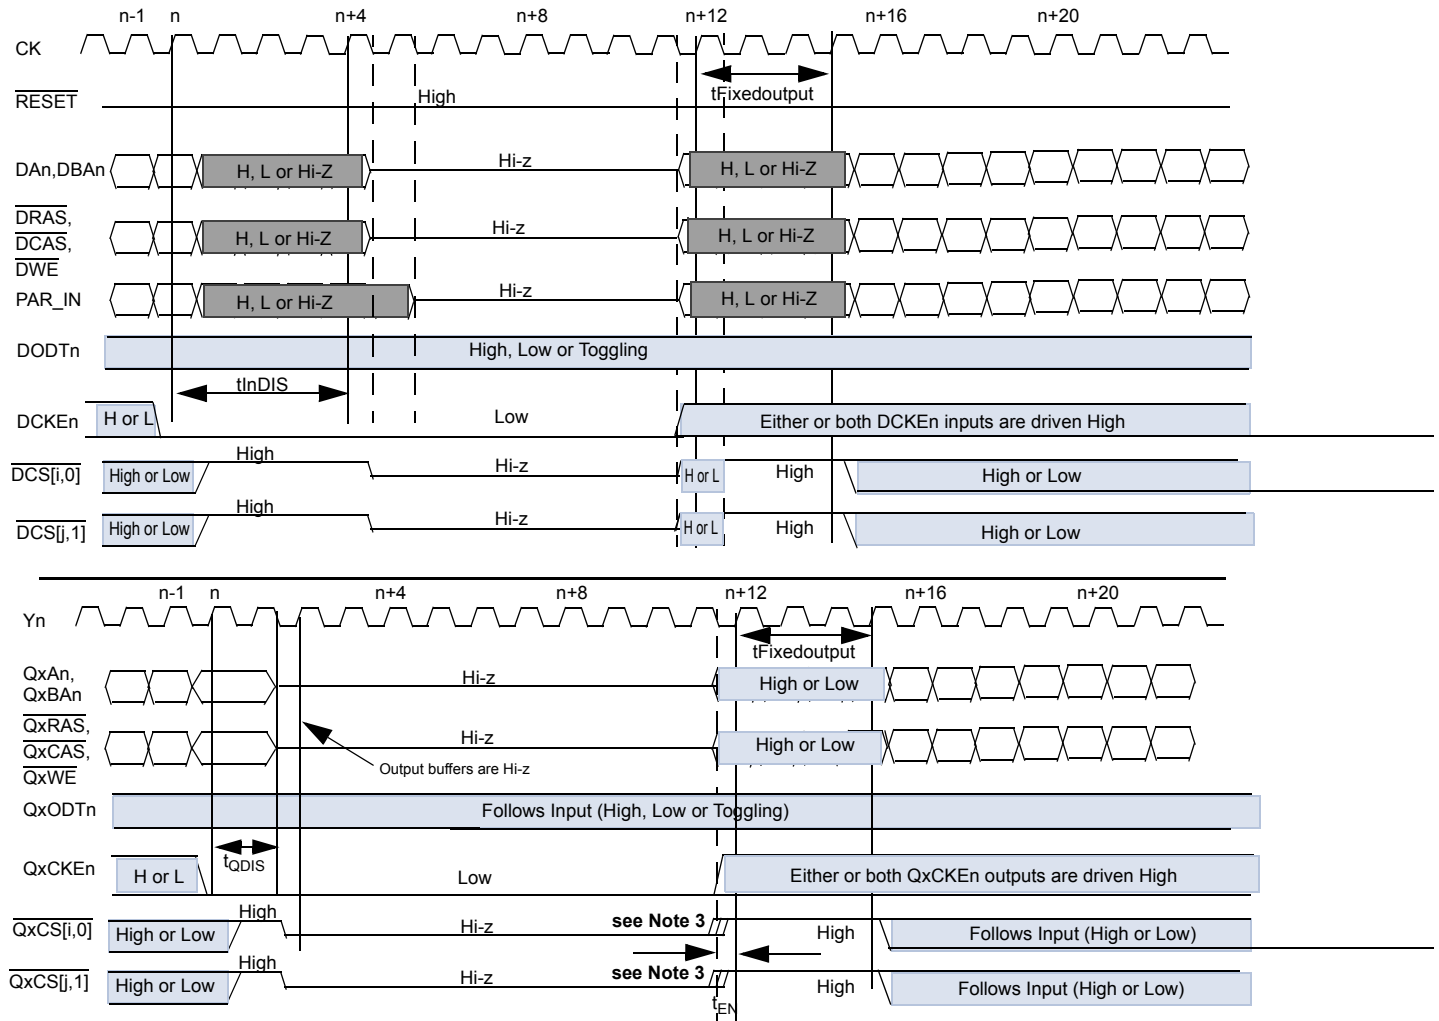 n-1 n n+4 n+8 n+12 n+16 n+20
CK
tFixedoutput
RESET High
DAn,DBAn H, L or Hi-Z Hi-z H, L or Hi-Z
DRAS,
DCAS, H, L or Hi-Z Hi-z H, L or Hi-Z
DWE
PAR_IN H, L or Hi-Z Hi-z H, L or Hi-Z
DODTn High, Low or Toggling
tInDIS
DCKEn H or L Low Either or both DCKEn inputs are driven High
DCS[i,0] High or Low High Hi-z H or L High High or Low
DCS[j,1] High or Low High Hi-z H or L High High or Low
n-1 n n+4 n+8 n+12 n+16 n+20
Yn
tFixedoutput
QxAn,
QxBAn Hi-z High or Low
QxRAS,
QxCAS, Hi-z High or Low
QxWE
Output buffers are Hi-z
QxODTn Follows Input (High, Low or Toggling)
tQDIS
QxCKEn H or L Low Either or both QxCKEn outputs are driven High
QxCS[i,0] High or Low High Hi-z see Note 3 High Follows Input (High or Low)
QxCS[j,1] High or Low High Hi-z see Note 3 High Follows Input (High or Low)
tEN